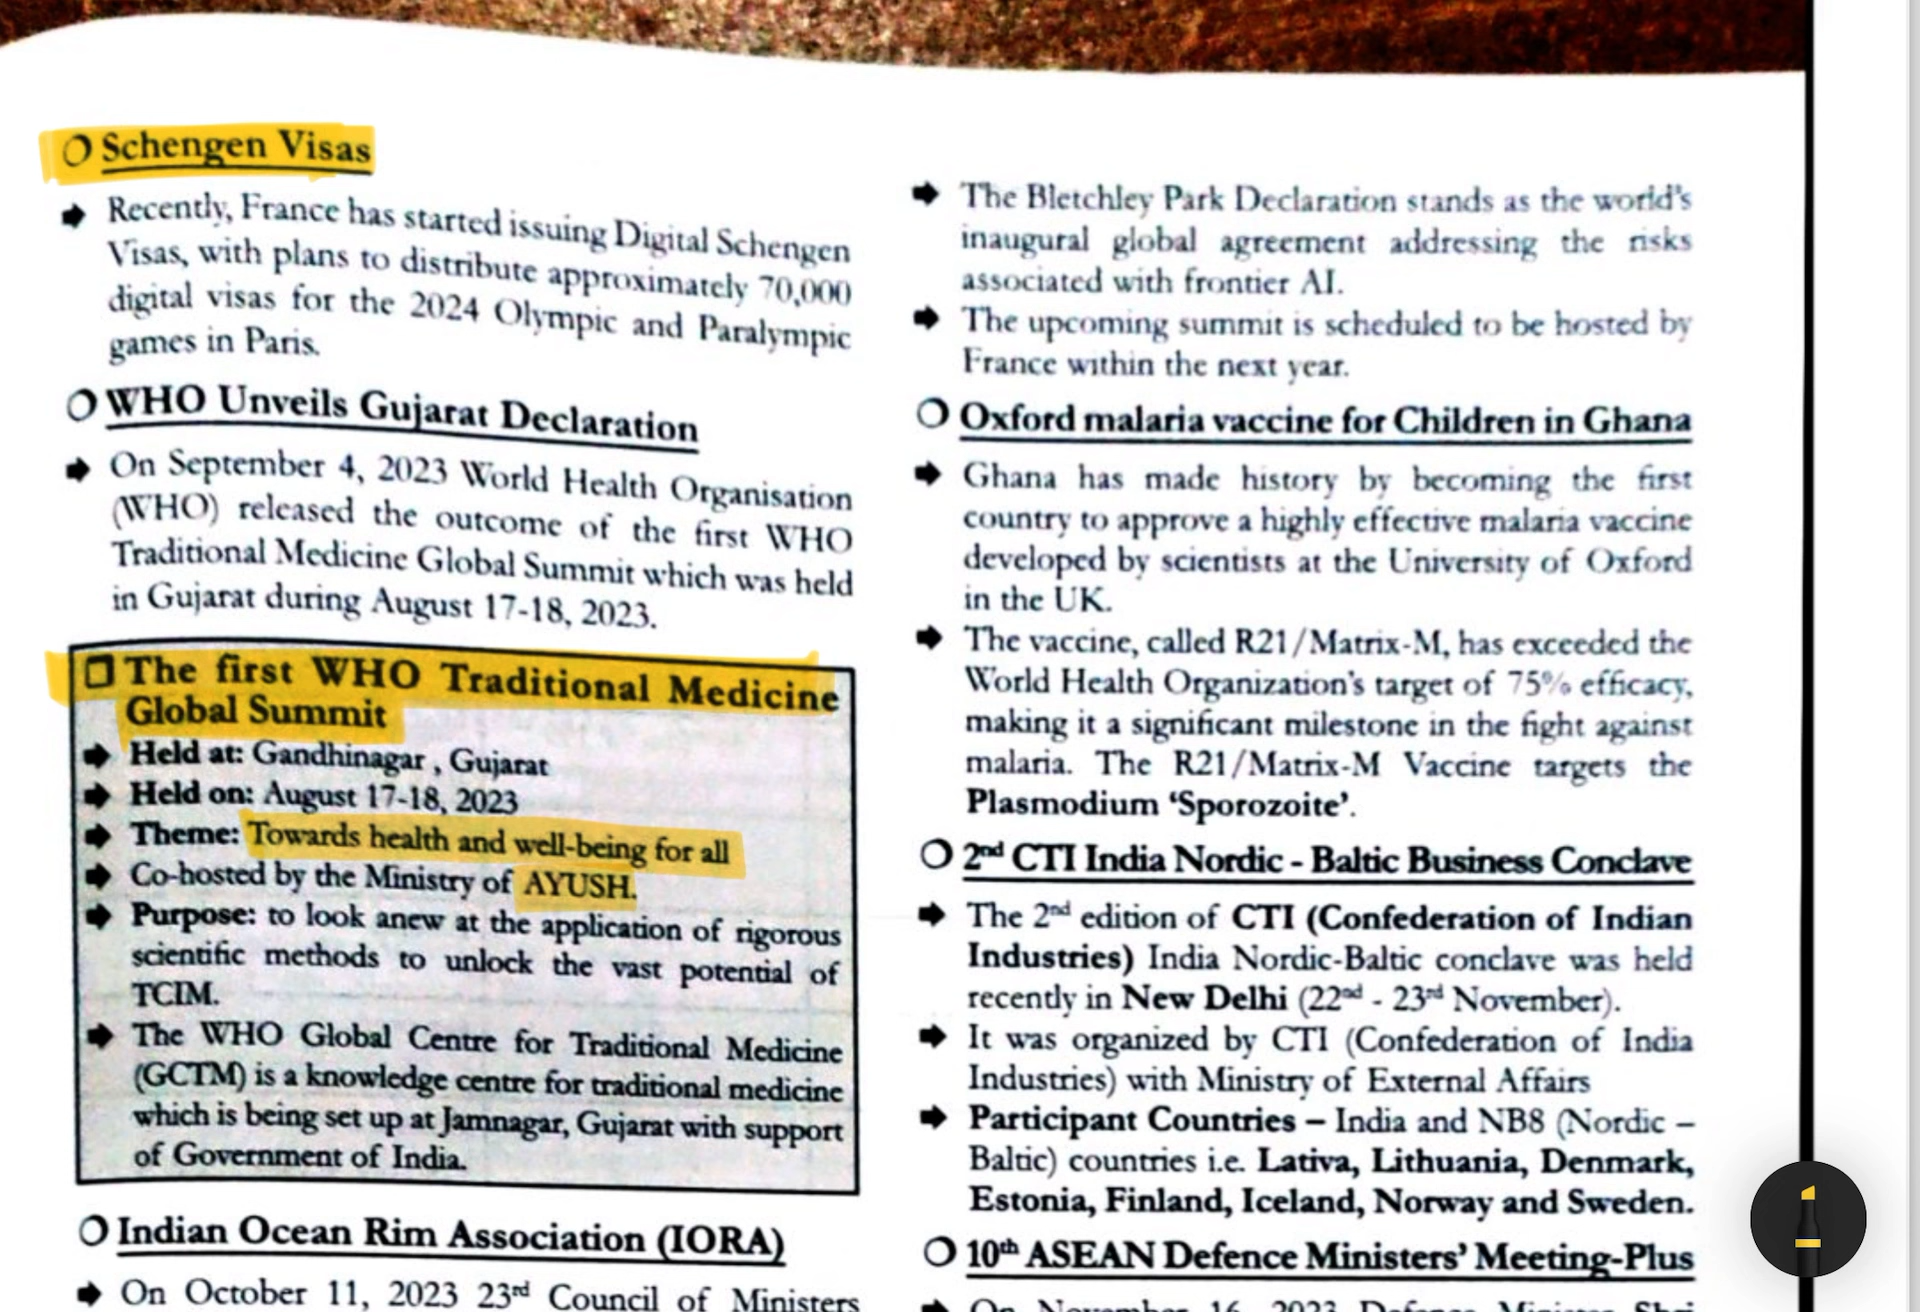 ○ Schengen Visas
Recently, France has started issuing Digital Schengen
Visas, with plans to distribute approximately 70,000
digital visas for the 2024 Olympic and Paralympic
games in Paris.
○ WHO Unveils Gujarat Declaration
On September 4, 2023 World Health Organisation
(WHO) released the outcome of the first WHO
Traditional Medicine Global Summit which was held
in Gujarat during August 17-18, 2023.
❑ The first WHO Traditional Medicine
Global Summit
Held at: Gandhinagar , Gujarat
Held on: August 17-18, 2023
Theme: Towards health and well-being for all
Co-hosted by the Ministry of AYUSH.
Purpose: to look anew at the application of rigorous
scientific methods to unlock the vast potential of
TCIM.
The WHO Global Centre for Traditional Medicine
(GCTM) is a knowledge centre for traditional medicine
which is being set up at Jamnagar, Gujarat with support
of Government of India.
○ Indian Ocean Rim Association (IORA)
On October 11, 2023 23rd Council of Ministers
The Bletchley Park Declaration stands as the world's
inaugural global agreement addressing the risks
associated with frontier AI.
The upcoming summit is scheduled to be hosted by
France within the next year.
○ Oxford malaria vaccine for Children in Ghana
Ghana has made history by becoming the first
country to approve a highly effective malaria vaccine
developed by scientists at the University of Oxford
in the UK.
The vaccine, called R21/Matrix-M, has exceeded the
World Health Organization's target of 75% efficacy,
making it a significant milestone in the fight against
malaria. The R21/Matrix-M Vaccine targets the
Plasmodium 'Sporozoite'.
○ 2nd CTI India Nordic - Baltic Business Conclave
The 2nd edition of CTI (Confederation of Indian
Industries) India Nordic-Baltic conclave was held
recently in New Delhi (22nd - 23rd November).
It was organized by CTI (Confederation of India
Industries) with Ministry of External Affairs
Participant Countries – India and NB8 (Nordic –
Baltic) countries i.e. Lativa, Lithuania, Denmark,
Estonia, Finland, Iceland, Norway and Sweden.
○ 10th ASEAN Defence Ministers' Meeting-Plus
On November 16, 2023 Defence Minister Shri